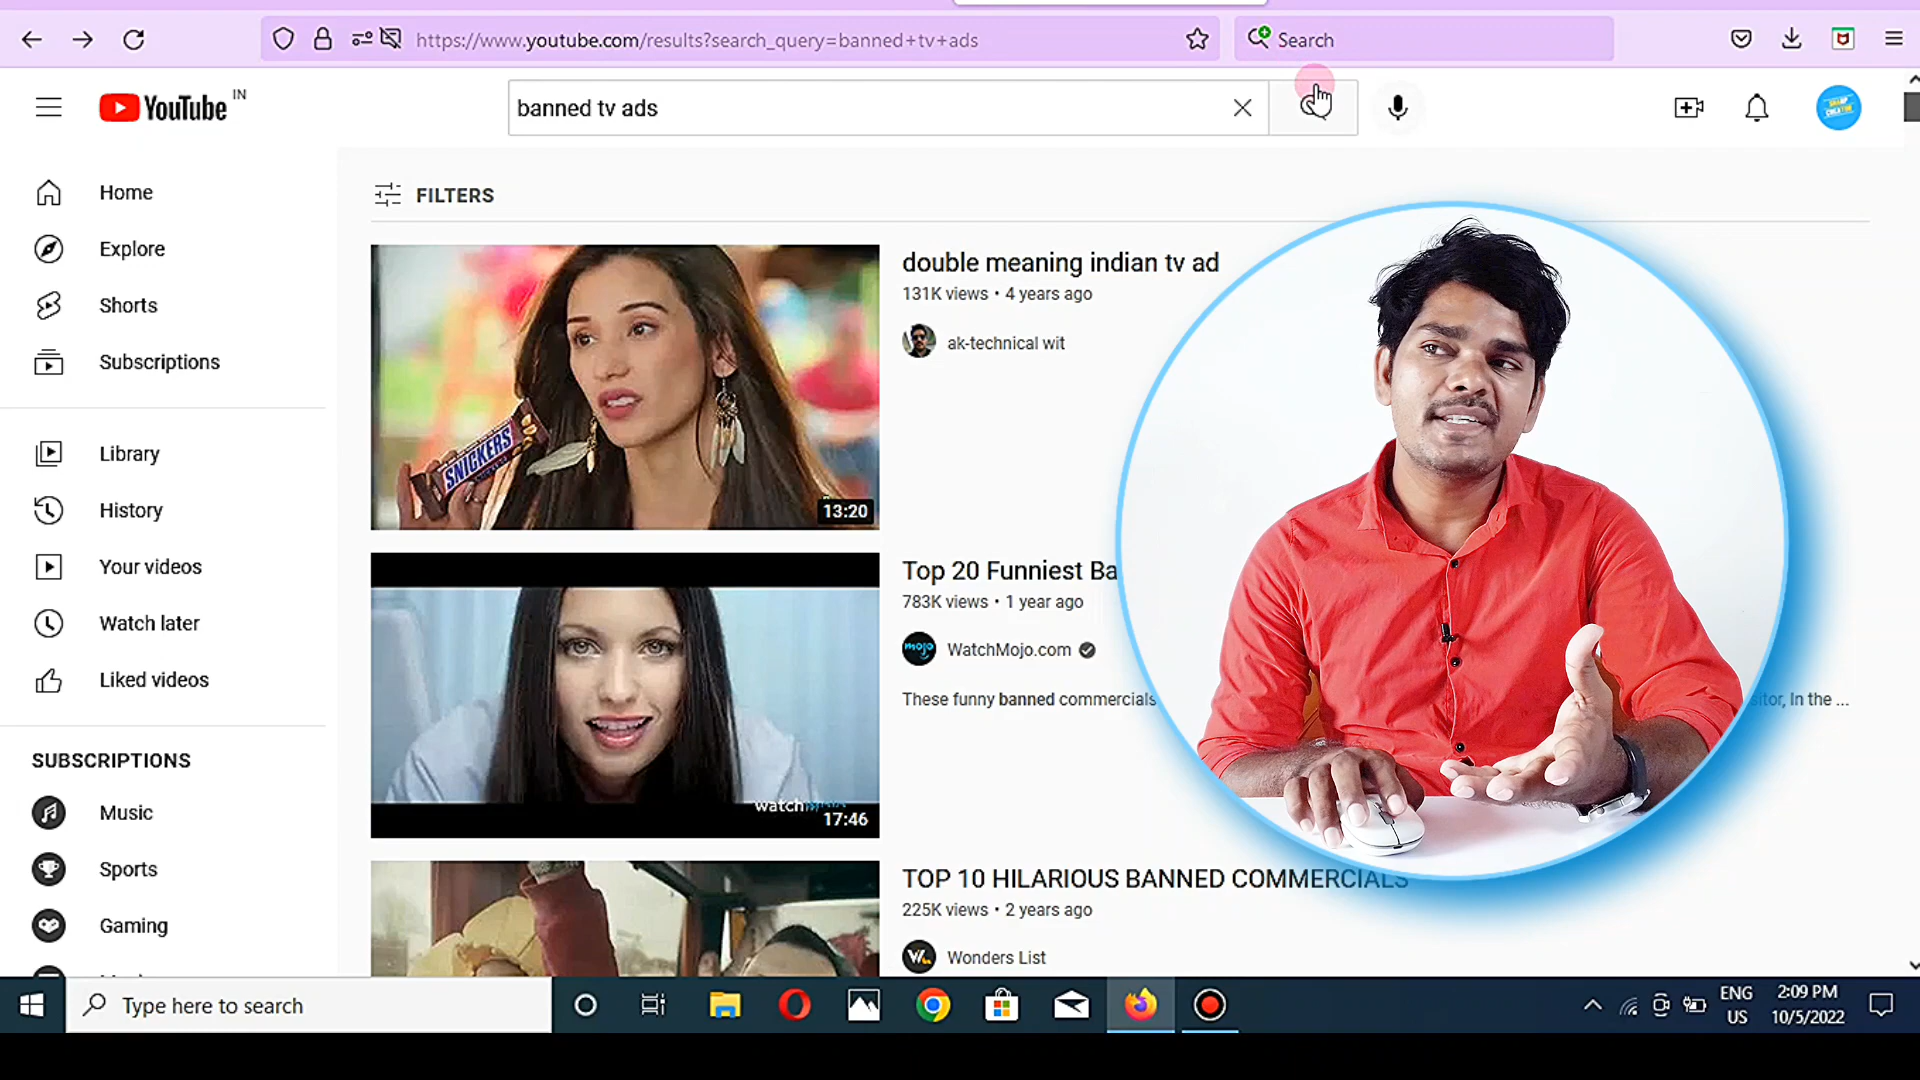 https://www.youtube.com/results?search_query=banned+tv+ads
Search
YouTube IN
banned tv ads
Home
Explore
Shorts
Subscriptions
Library
History
Your videos
Watch later
Liked videos
SUBSCRIPTIONS
Music
Sports
Gaming
FILTERS
SNICKERS
13:20
double meaning indian tv ad
131K views • 4 years ago
ak-technical wit
watchmojo
17:46
Top 20 Funniest Ba
783K views • 1 year ago
mojo
WatchMojo.com
These funny banned commercials
sitor, In the ...
TOP 10 HILARIOUS BANNED COMMERCIALS
225K views • 2 years ago
Wonders List
Type here to search
ENG
US
2:09 PM
10/5/2022